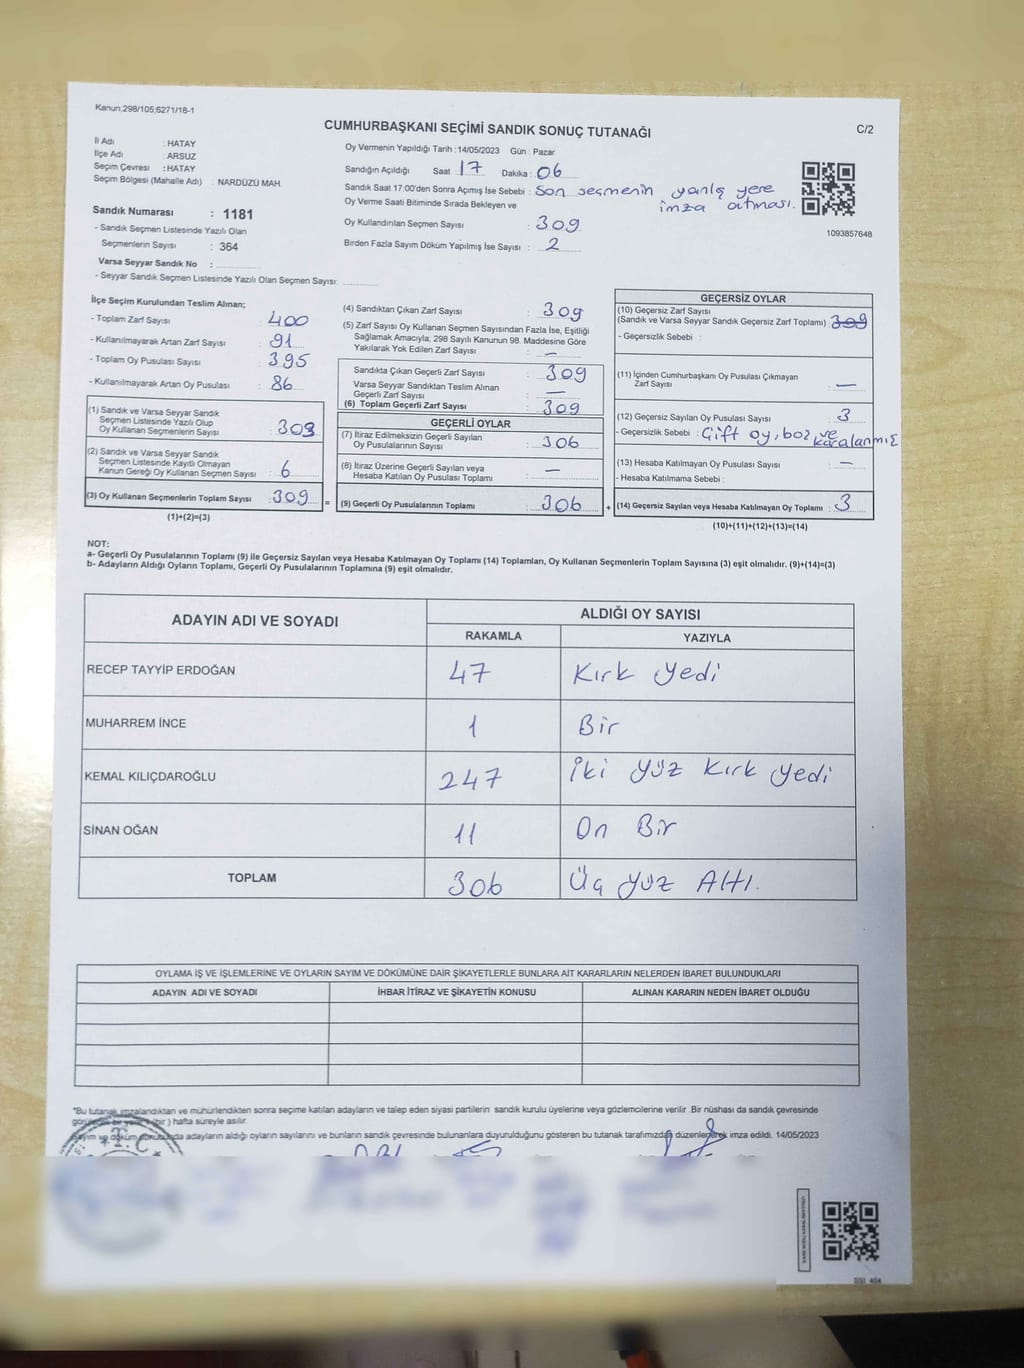 Kanun.298/105;6271/18-1
CUMHURBAŞKANI SEÇİMİ SANDIK SONUÇ TUTANAĞI
C/2
İl Adı : HATAY
İlçe Adı : ARSUZ
Seçim Çevresi : HATAY
Seçim Bölgesi (Mahalle Adı) : NARDÜZÜ MAH.
Sandık Numarası : 1181
- Sandık Seçmen Listesinde Yazılı Olan
Seçmenlerin Sayısı : 364
Varsa Seyyar Sandık No :
- Seyyar Sandık Seçmen Listesinde Yazılı Olan Seçmen Sayısı:
Oy Vermenin Yapıldığı Tarih : 14/05/2023 Gün : Pazar
Sandığın Açıldığı Saat 17 Dakika : 06
Sandık Saat 17:00'den Sonra Açımış İse Sebebi : Son seçmenin yanlış yere
imza atması.
Oy Verme Saati Bitiminde Sırada Bekleyen ve
Oy Kullandırılan Seçmen Sayısı : 309
Birden Fazla Sayım Döküm Yapılmış İse Sayısı : 2
1093857648
İlçe Seçim Kurulundan Teslim Alınan;
- Toplam Zarf Sayısı : 400
- Kullanılmayarak Artan Zarf Sayısı : 91
- Toplam Oy Pusulası Sayısı : 395
- Kullanılmayarak Artan Oy Pusulası : 86
(1) Sandık ve Varsa Seyyar Sandık
Seçmen Listesinde Yazılı Olup
Oy Kullanan Seçmenlerin Sayısı : 303
(2) Sandık ve Varsa Seyyar Sandık
Seçmen Listesinde Kayıtlı Olmayan
Kanun Gereği Oy Kullanan Seçmen Sayısı : 6
(3) Oy Kullanan Seçmenlerin Toplam Sayısı : 309 =
(1)+(2)=(3)
(4) Sandıktan Çıkan Zarf Sayısı : 309
(5) Zarf Sayısı Oy Kullanan Seçmen Sayısından Fazla İse, Eşitliği
Sağlamak Amacıyla; 298 Sayılı Kanunun 98. Maddesine Göre
Yakılarak Yok Edilen Zarf Sayısı : —
Sandıkta Çıkan Geçerli Zarf Sayısı : 309
Varsa Seyyar Sandıktan Teslim Alınan
Geçerli Zarf Sayısı : —
(6) Toplam Geçerli Zarf Sayısı : 309
GEÇERLİ OYLAR
(7) İtiraz Edilmeksizin Geçerli Sayılan
Oy Pusulalarının Sayısı : 306
(8) İtiraz Üzerine Geçerli Sayılan veya
Hesaba Katılan Oy Pusulası Toplamı : —
(9) Geçerli Oy Pusulalarının Toplamı : 306 +
GEÇERSİZ OYLAR
(10) Geçersiz Zarf Sayısı
(Sandık ve Varsa Seyyar Sandık Geçersiz Zarf Toplamı) : 309
- Geçersizlik Sebebi :
(11) İçinden Cumhurbaşkanı Oy Pusulası Çıkmayan
Zarf Sayısı : —
(12) Geçersiz Sayılan Oy Pusulası Sayısı : 3
- Geçersizlik Sebebi : Çift oy, boş ve
karalanmış
(13) Hesaba Katılmayan Oy Pusulası Sayısı : —
- Hesaba Katılmama Sebebi :
(14) Geçersiz Sayılan veya Hesaba Katılmayan Oy Toplamı : 3
(10)+(11)+(12)+(13)=(14)
NOT:
a- Geçerli Oy Pusulalarının Toplamı (9) ile Geçersiz Sayılan veya Hesaba Katılmayan Oy Toplamı (14) Toplamları, Oy Kullanan Seçmenlerin Toplam Sayısına (3) eşit olmalıdır. (9)+(14)=(3)
b- Adayların Aldığı Oyların Toplamı, Geçerli Oy Pusulalarının Toplamına (9) eşit olmalıdır.
ADAYIN ADI VE SOYADI ALDIĞI OY SAYISI
RAKAMLA YAZIYLA
RECEP TAYYİP ERDOĞAN 47 Kırk Yedi
MUHARREM İNCE 1 Bir
KEMAL KILIÇDAROĞLU 247 İki yüz Kırk Yedi
SİNAN OĞAN 11 On Bir
TOPLAM 306 Üç yüz Altı.
OYLAMA İŞ VE İŞLEMLERİNE VE OYLARIN SAYIM VE DÖKÜMÜNE DAİR ŞİKAYETLERLE BUNLARA AİT KARARLARIN NELERDEN İBARET BULUNDUKLARI
ADAYIN ADI VE SOYADI İHBAR İTİRAZ VE ŞİKAYETİN KONUSU ALINAN KARARIN NEDEN İBARET OLDUĞU
*Bu tutanak imzalandıktan ve mühürlendikten sonra seçime katılan adayların ve talep eden siyasi partilerin sandık kurulu üyelerine veya gözlemcilerine verilir. Bir nüshası da sandık çevresinde
(bir) hafta süreyle asılır.
Sayım ve döküm adayların aldığı oyların sayılarını ve bunların sandık çevresinde bulunanlara duyurulduğunu gösteren bu tutanak tarafımızdan düzenlenerek imza edildi. 14/05/2023
T.C